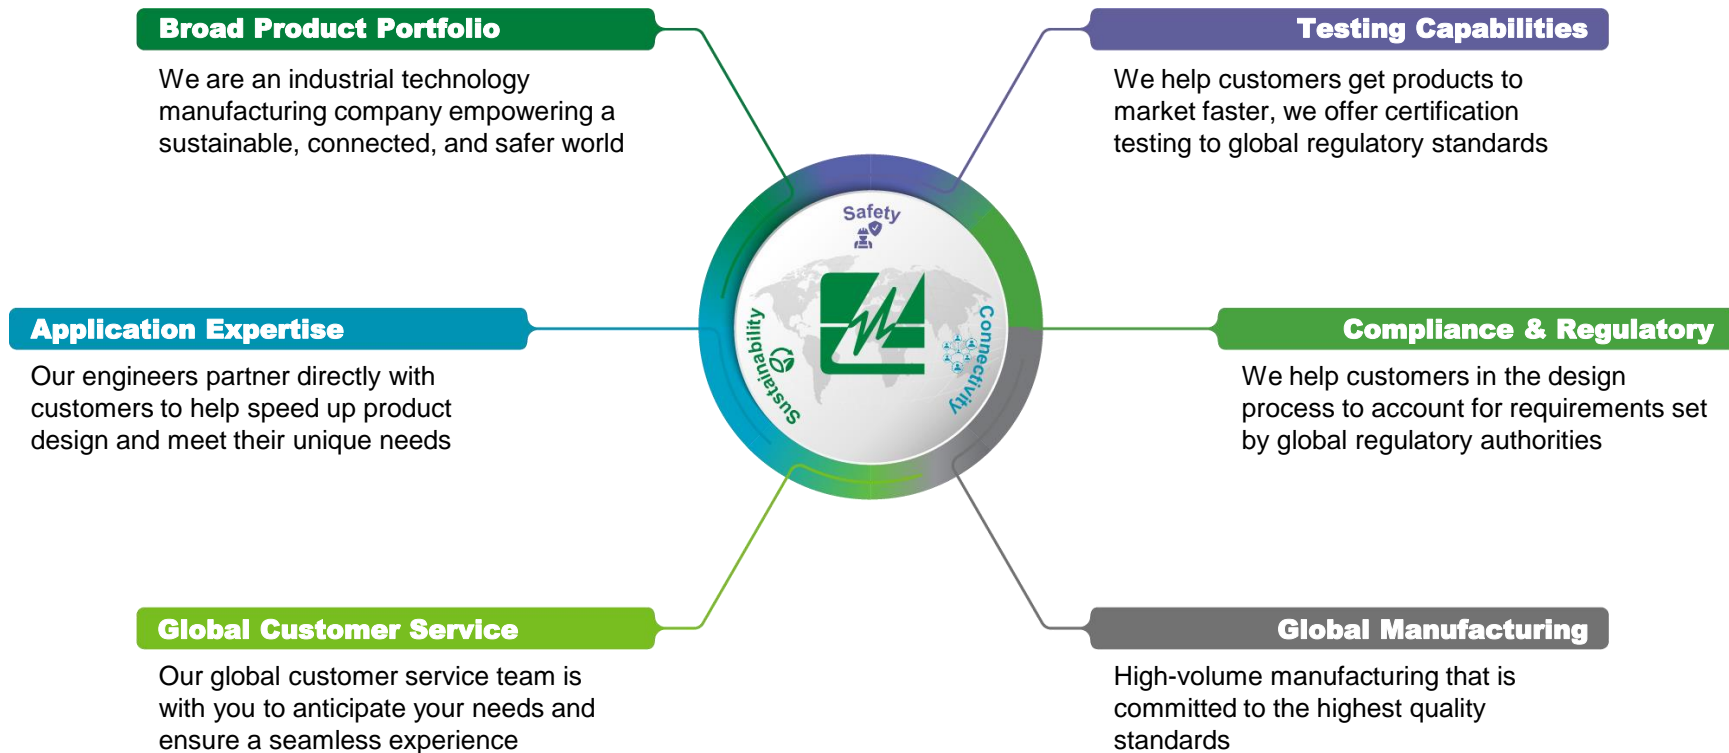 Broad Product Portfolio
We are an industrial technology
manufacturing company empowering a
sustainable, connected, and safer world
Testing Capabilities
We help customers get products to
market faster, we offer certification
testing to global regulatory standards
Safety
Sustainability
Connectivity
Application Expertise
Our engineers partner directly with
customers to help speed up product
design and meet their unique needs
Compliance & Regulatory
We help customers in the design
process to account for requirements set
by global regulatory authorities
Global Customer Service
Our global customer service team is
with you to anticipate your needs and
ensure a seamless experience
Global Manufacturing
High-volume manufacturing that is
committed to the highest quality
standards